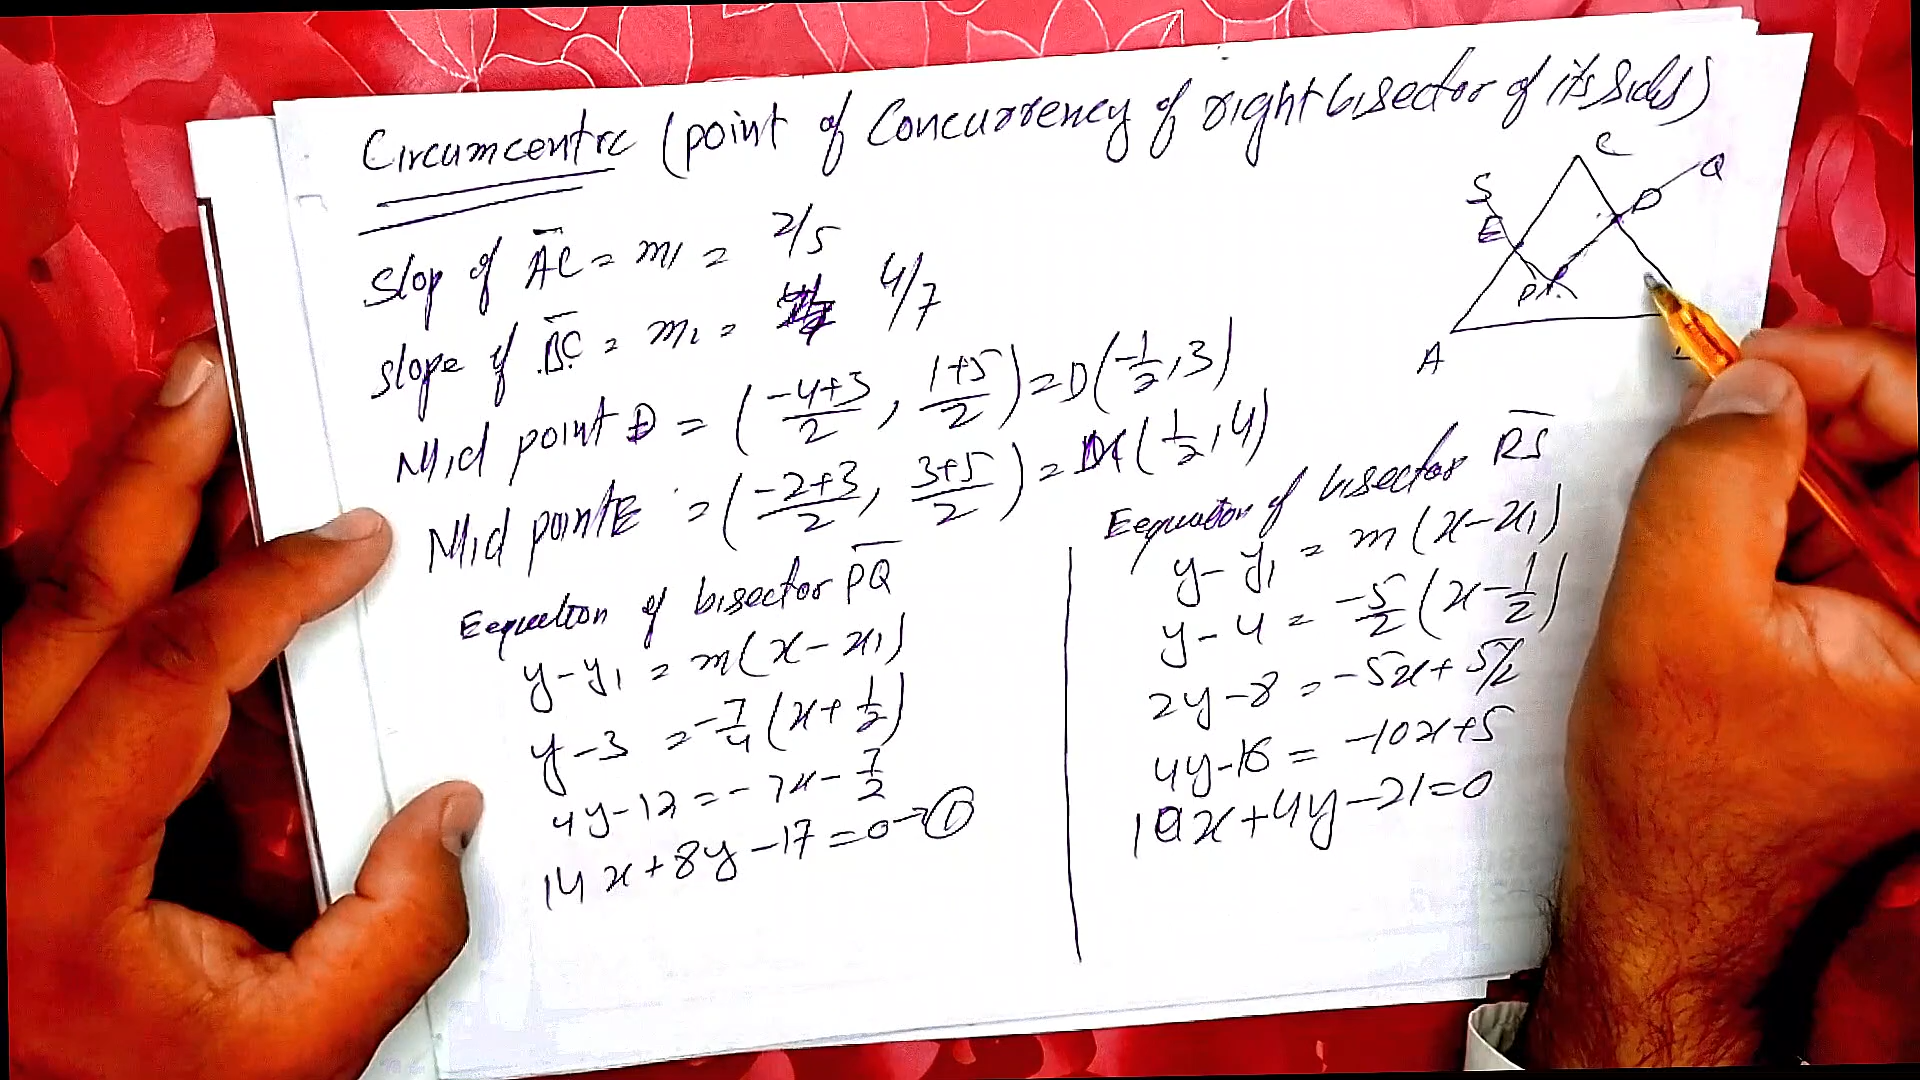 Circumcentre (point of Concurrency of right bisector of its Sides)
Slop of AC = m1 = 2/5
slope of BC = m2 = 4/7
Mid point D = (-4+3/2, 1+5/2) = D(-1/2, 3)
Mid point E = (-2+3/2, 3+5/2) = (1/2, 4)
Eequation of bisector PQ
y-y1 = m(x-x1)
y-3 = -7/4(x+1/2)
4y-12 = -7x-7/2
14x+8y-17=0→①
Eequation of bisector RS
y-y1 = m(x-x1)
y-4 = -5/2(x-1/2)
2y-8 = -5x+5/2
4y-16 = -10x+5
10x+4y-21=0
C
Q
S
D
E
P
A